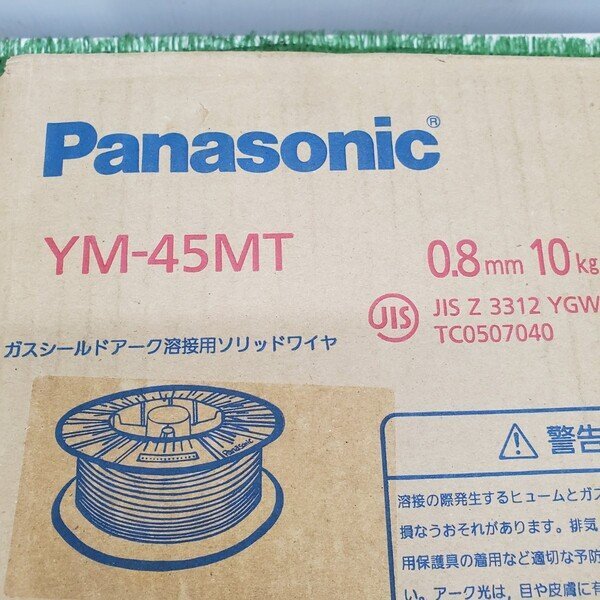 Panasonic®
YM-45MT
0.8mm 10kg
JIS JIS Z 3312 YGW
TC0507040
ガスシールドアーク溶接用ソリッドワイヤ
Panasonic
⚠ 警告
溶接の際発生するヒュームとガス
損なうおそれがあります。排気
用保護具の着用など適切な予防
い。アーク光は、目や皮膚に有